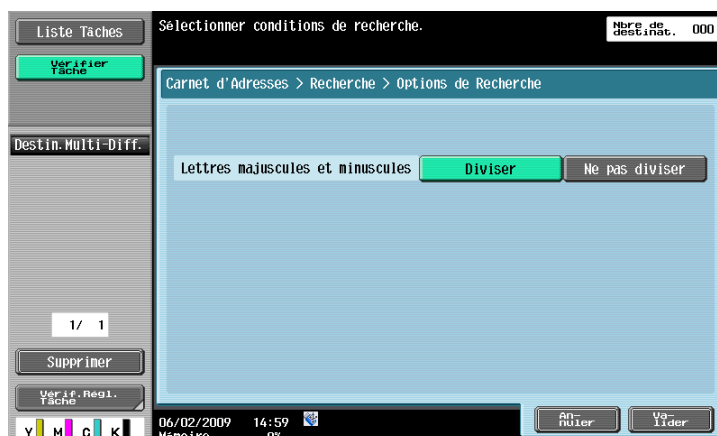 Liste Tâches
Sélectionner conditions de recherche.
Nbre de
destinat. 000
Vérifier
Tâche
Carnet d'Adresses > Recherche > Options de Recherche
Destin.Multi-Diff.
Lettres majuscules et minuscules
Diviser
Ne pas diviser
1/ 1
Supprimer
Vérif.Régl.
Tâche
An-
nuler
Va-
lider
06/02/2009 14:59
Mémoire 0%
Y M C K